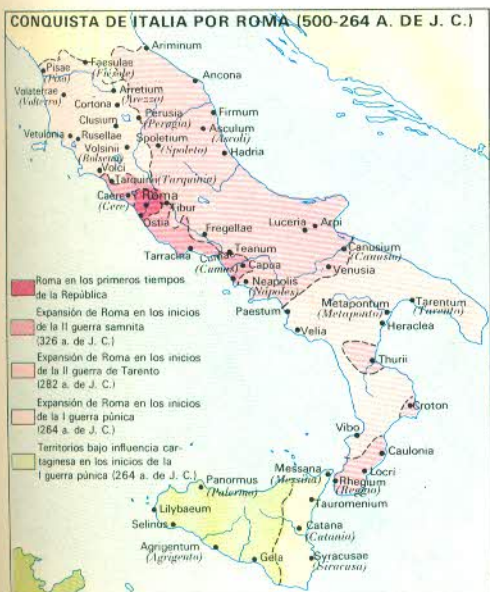 CONQUISTA DE ITALIA POR ROMA (500-264 A. DE J. C.)
Ariminum
Pisae
(Pisa)
Faesulae
(Fiésole)
Ancona
Volaterrae
(Volterra)
Arretium
(Arezzo)
Cortona
Perusia
(Perugia)
Firmum
Clusium
Asculum
(Ascoli)
Vetulonia
Rusellae
Spoletium
(Spoleto)
Volsinii
(Bolsena)
Hadria
Volci
Tarquinii
(Tarquinia)
Caere
(Cere)
Roma
Tibur
Ostia
Fregellae
Luceria
Arpi
Teanum
Tarracina
Cumae
(Cumas)
Capua
Canusium
(Canusio)
Neapolis
(Nápoles)
Venusia
Roma en los primeros tiempos
de la República
Paestum
Metapontum
(Metaponto)
Tarentum
(Tarento)
Expansión de Roma en los inicios
de la II guerra samnita
(326 a. de J. C.)
Velia
Heraclea
Expansión de Roma en los inicios
de la II guerra de Tarento
(282 a. de J. C.)
Thurii
Expansión de Roma en los inicios
de la I guerra púnica
(264 a. de J. C.)
Croton
Vibo
Territorios bajo influencia car-
taginesa en los inicios de la
I guerra púnica (264 a. de J. C.)
Caulonia
Messana
(Mesina)
Locri
Rhegium
(Reggio)
Panormus
(Palermo)
Tauromenium
Lilybaeum
Selinus
Catana
(Catania)
Agrigentum
(Agrigento)
Gela
Syracusae
(Siracusa)